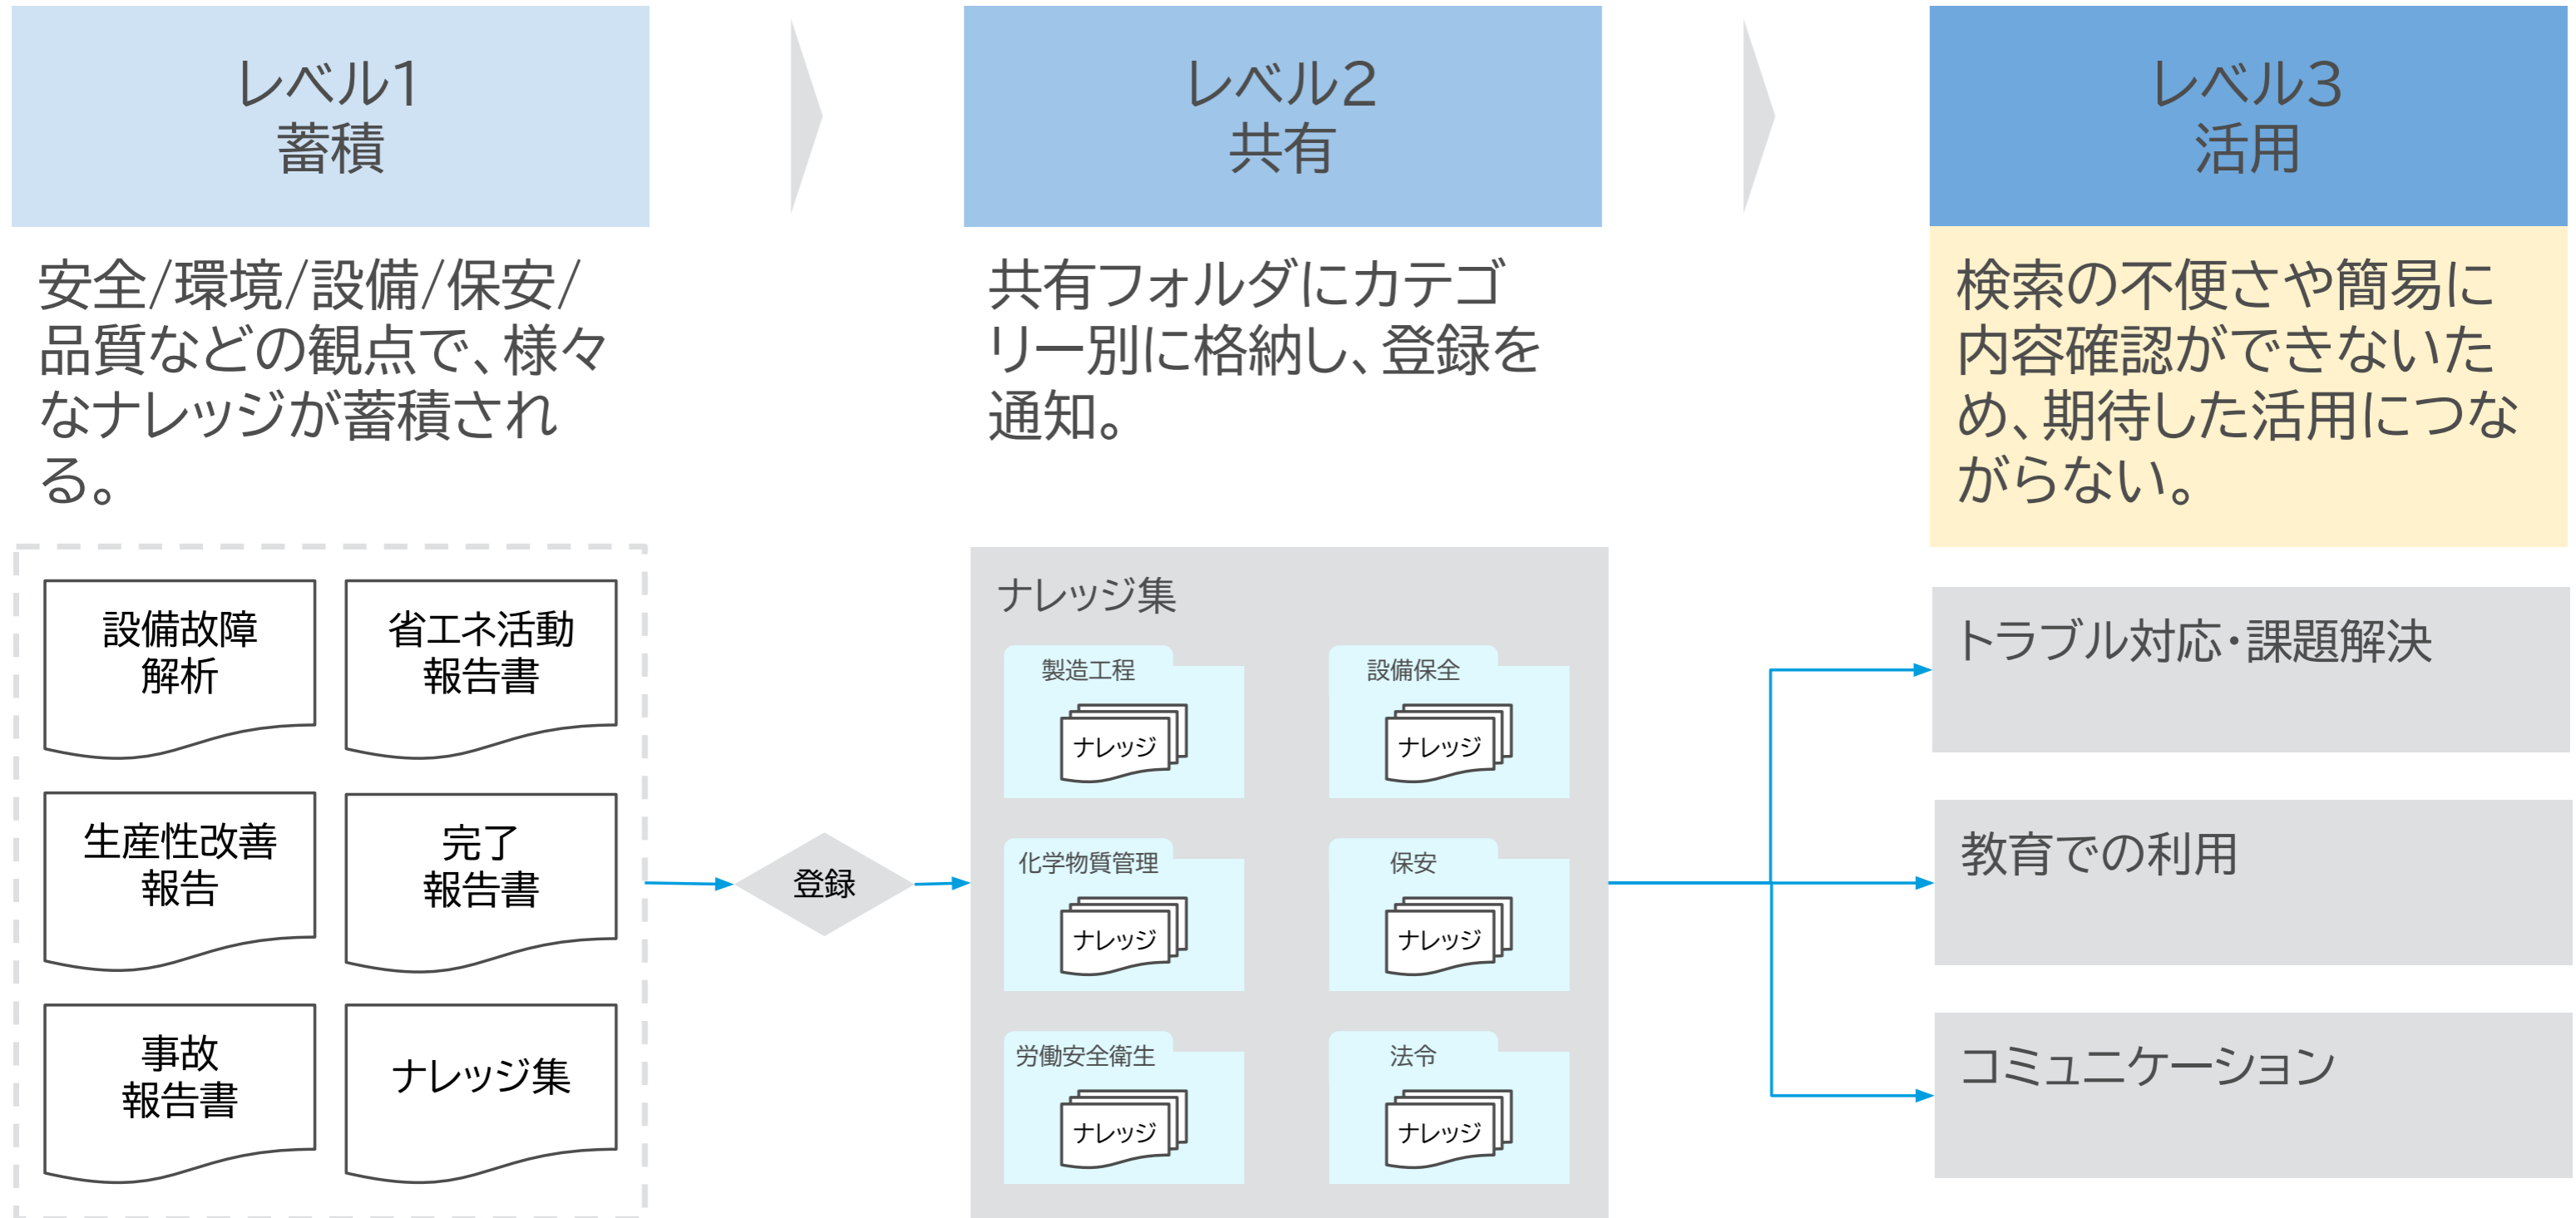 レベル1
蓄積
レベル2
共有
レベル3
活用
安全/環境/設備/保安/
品質などの観点で、様々
なナレッジが蓄積され
る。
共有フォルダにカテゴ
リー別に格納し、登録を
通知。
検索の不便さや簡易に
内容確認ができないた
め、期待した活用につな
がらない。
設備故障
解析
省エネ活動
報告書
生産性改善
報告
完了
報告書
事故
報告書
ナレッジ集
登録
ナレッジ集
製造工程
ナレッジ
設備保全
ナレッジ
化学物質管理
ナレッジ
保安
ナレッジ
労働安全衛生
ナレッジ
法令
ナレッジ
トラブル対応・課題解決
教育での利用
コミュニケーション